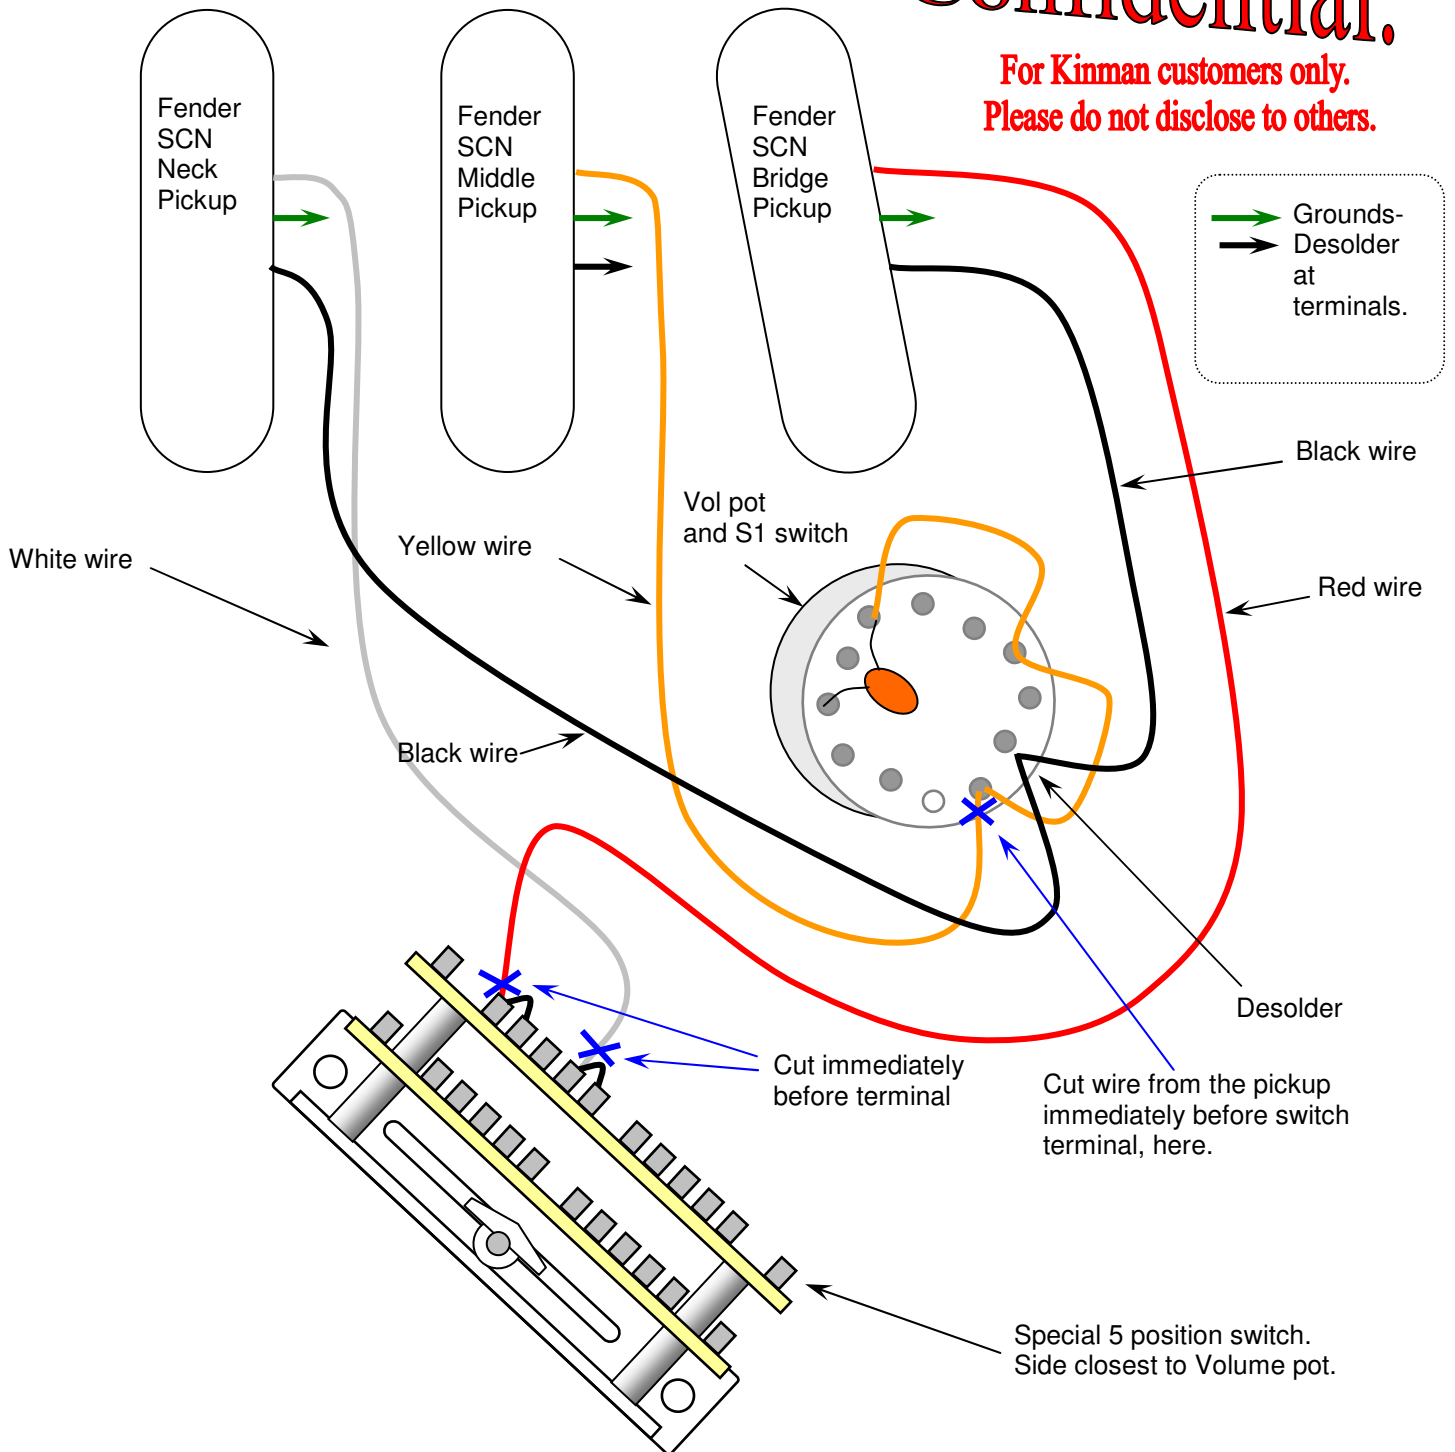 Confidential.
For Kinman customers only.
Please do not disclose to others.
Fender
SCN
Neck
Pickup
Fender
SCN
Middle
Pickup
Fender
SCN
Bridge
Pickup
Grounds-
Desolder
at
terminals.
Black wire
Vol pot
and S1 switch
Yellow wire
White wire
Red wire
Black wire
Desolder
Cut immediately
before terminal
Cut wire from the pickup
immediately before switch
terminal, here.
Special 5 position switch.
Side closest to Volume pot.